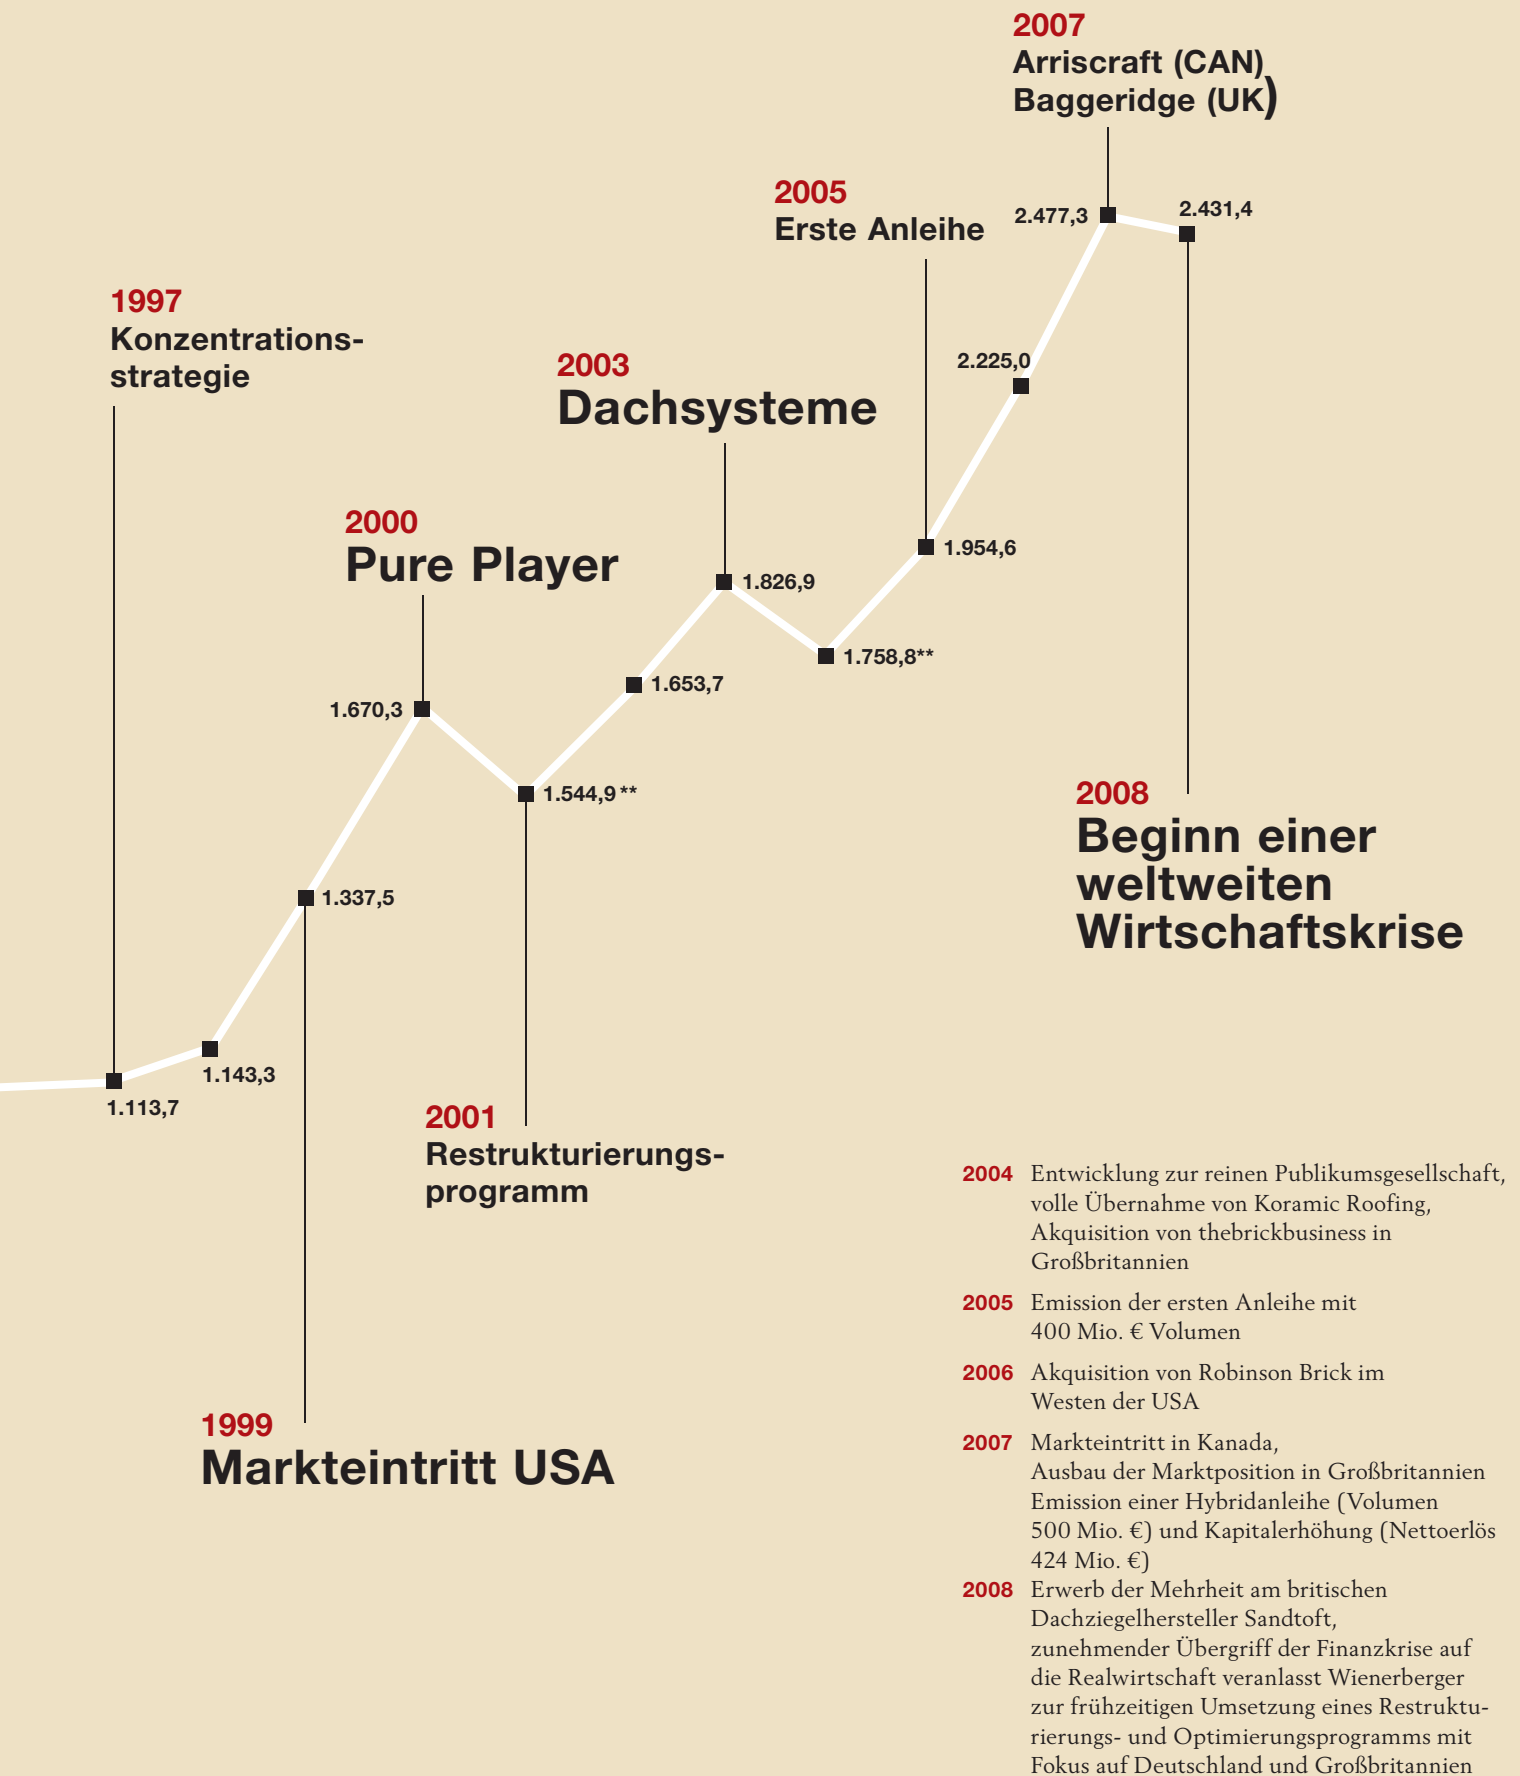 2007
Arriscraft (CAN)
Baggeridge (UK)
2005
Erste Anleihe
2.477,3
2.431,4
1997
Konzentrations-
strategie
2003
Dachsysteme
2.225,0
2000
Pure Player
1.954,6
1.826,9
1.758,8**
1.653,7
1.670,3
1.544,9 **
2008
Beginn einer
weltweiten
Wirtschaftskrise
1.337,5
1.143,3
1.113,7
2001
Restrukturierungs-
programm
1999
Markteintritt USA
2004 Entwicklung zur reinen Publikumsgesellschaft,
volle Übernahme von Koramic Roofing,
Akquisition von thebrickbusiness in
Großbritannien
2005 Emission der ersten Anleihe mit
400 Mio. € Volumen
2006 Akquisition von Robinson Brick im
Westen der USA
2007 Markteintritt in Kanada,
Ausbau der Marktposition in Großbritannien
Emission einer Hybridanleihe (Volumen
500 Mio. €) und Kapitalerhöhung (Nettoerlös
424 Mio. €)
2008 Erwerb der Mehrheit am britischen
Dachziegelhersteller Sandtoft,
zunehmender Übergriff der Finanzkrise auf
die Realwirtschaft veranlasst Wienerberger
zur frühzeitigen Umsetzung eines Restruktu-
rierungs- und Optimierungsprogramms mit
Fokus auf Deutschland und Großbritannien